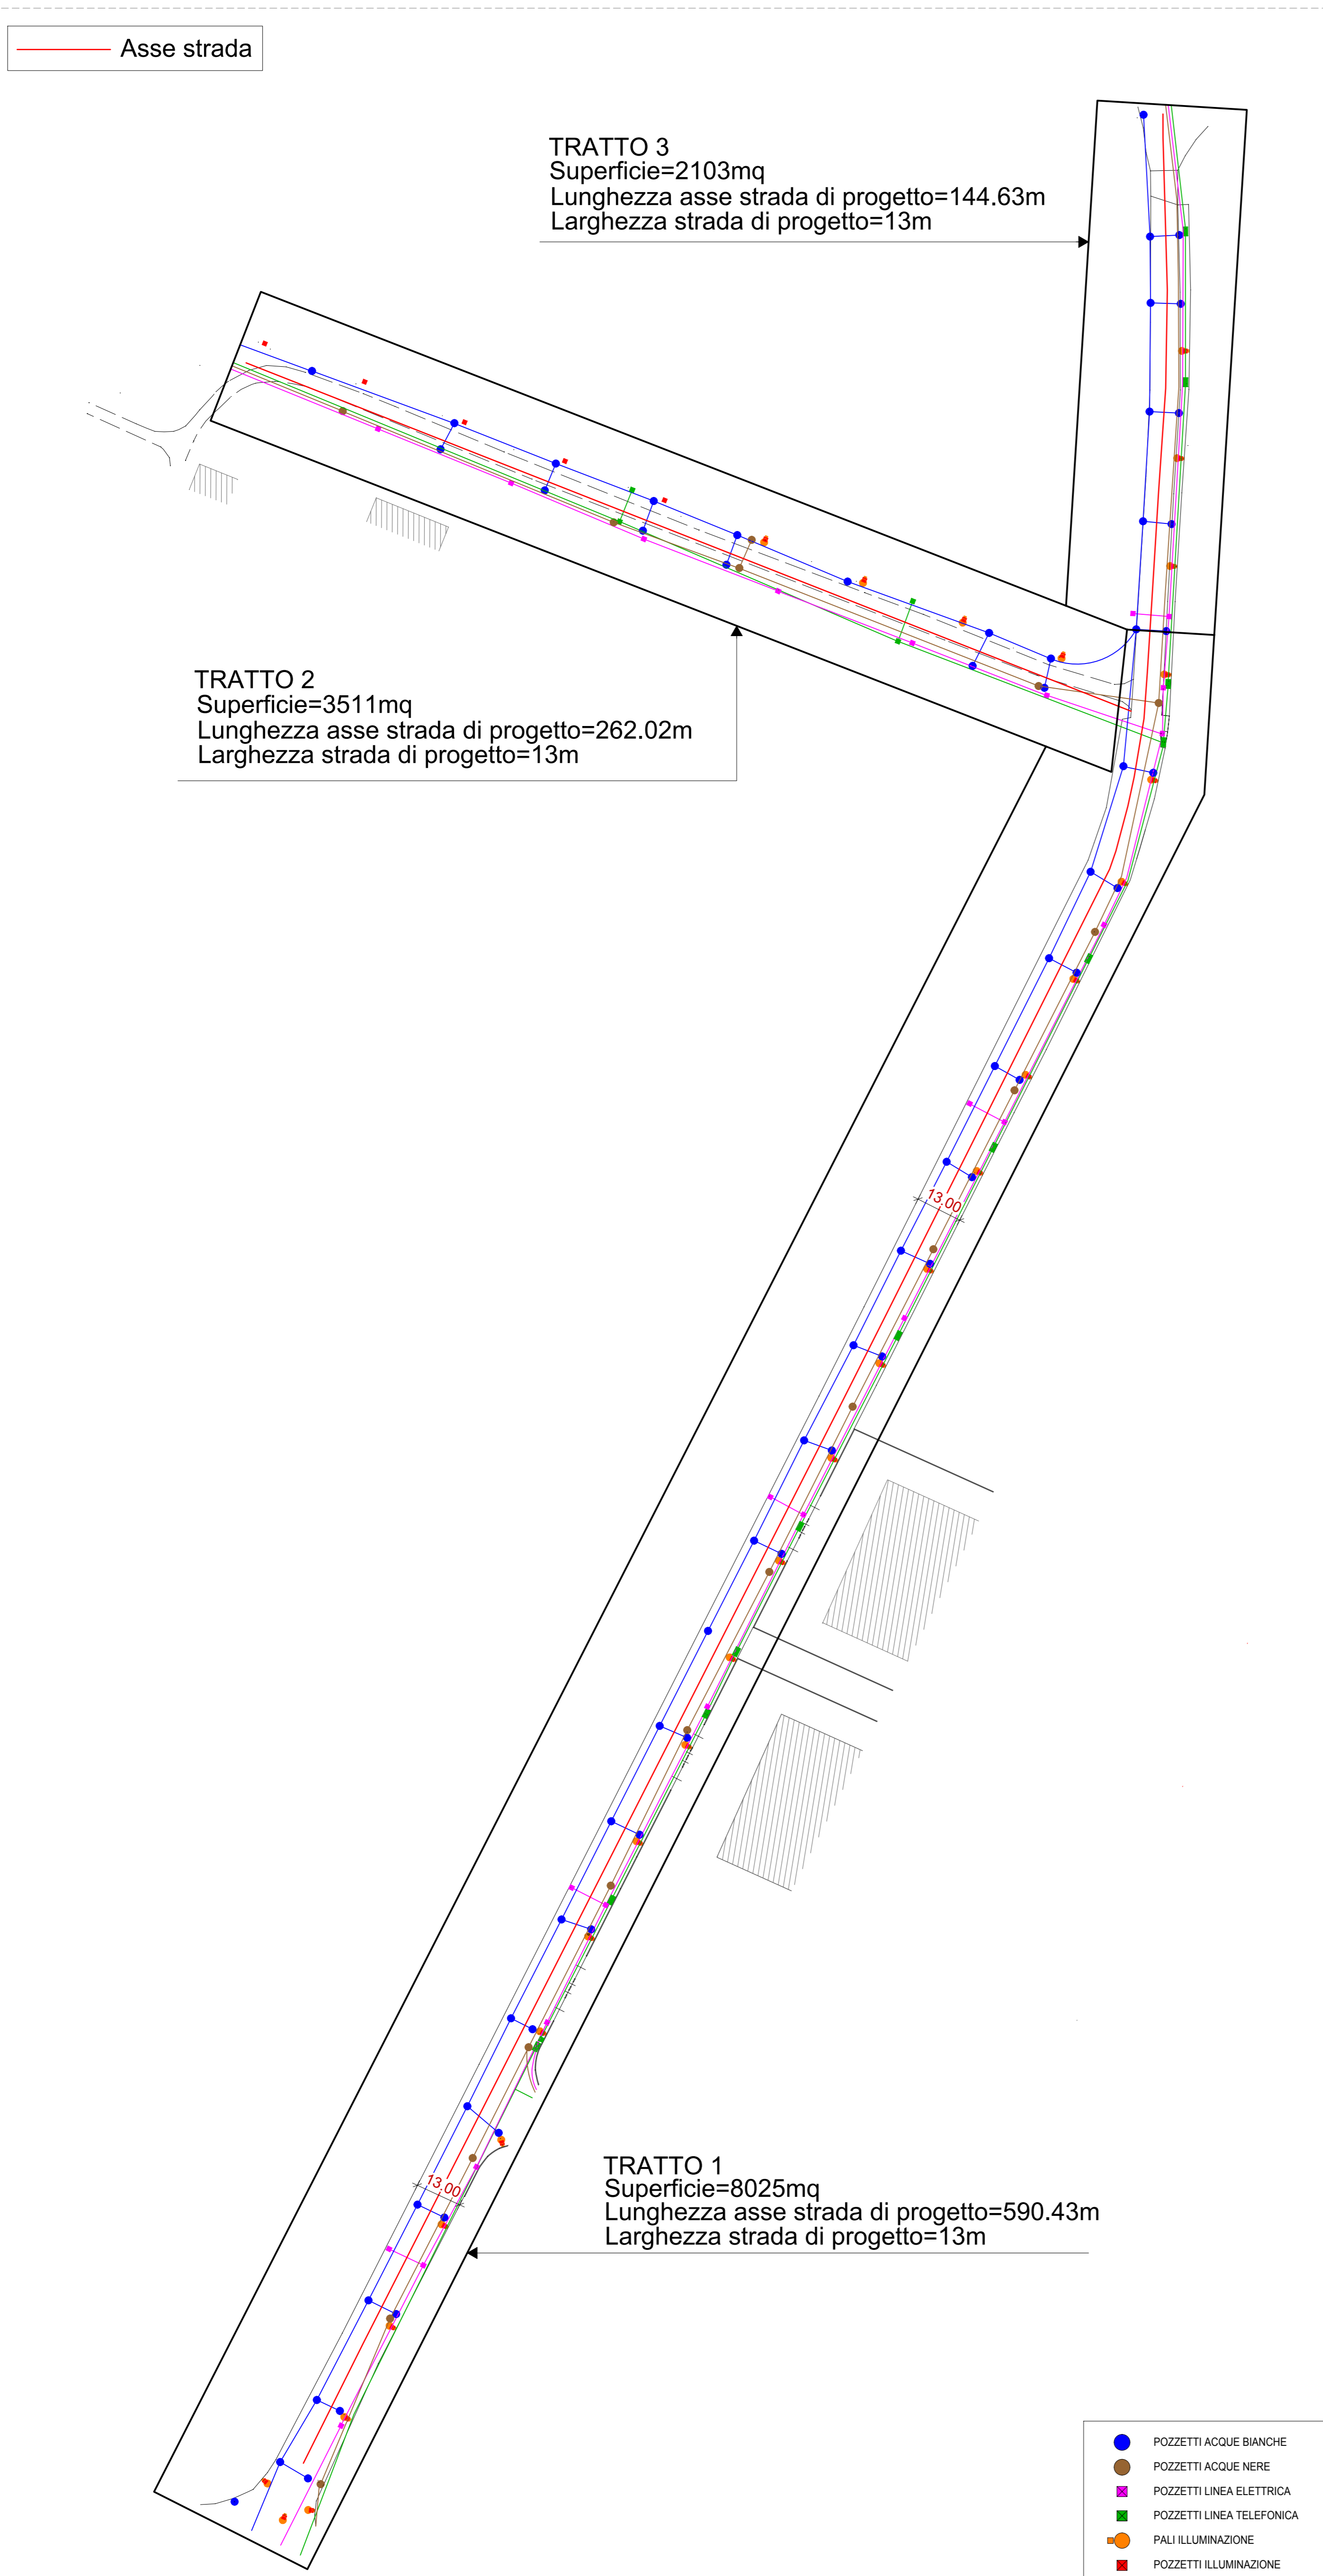 Asse strada
TRATTO 3
Superficie=2103mq
Lunghezza asse strada di progetto=144.63m
Larghezza strada di progetto=13m
TRATTO 2
Superficie=3511mq
Lunghezza asse strada di progetto=262.02m
Larghezza strada di progetto=13m
13.00
TRATTO 1
Superficie=8025mq
Lunghezza asse strada di progetto=590.43m
Larghezza strada di progetto=13m
13.00
POZZETTI ACQUE BIANCHE
POZZETTI ACQUE NERE
POZZETTI LINEA ELETTRICA
POZZETTI LINEA TELEFONICA
PALI ILLUMINAZIONE
POZZETTI ILLUMINAZIONE